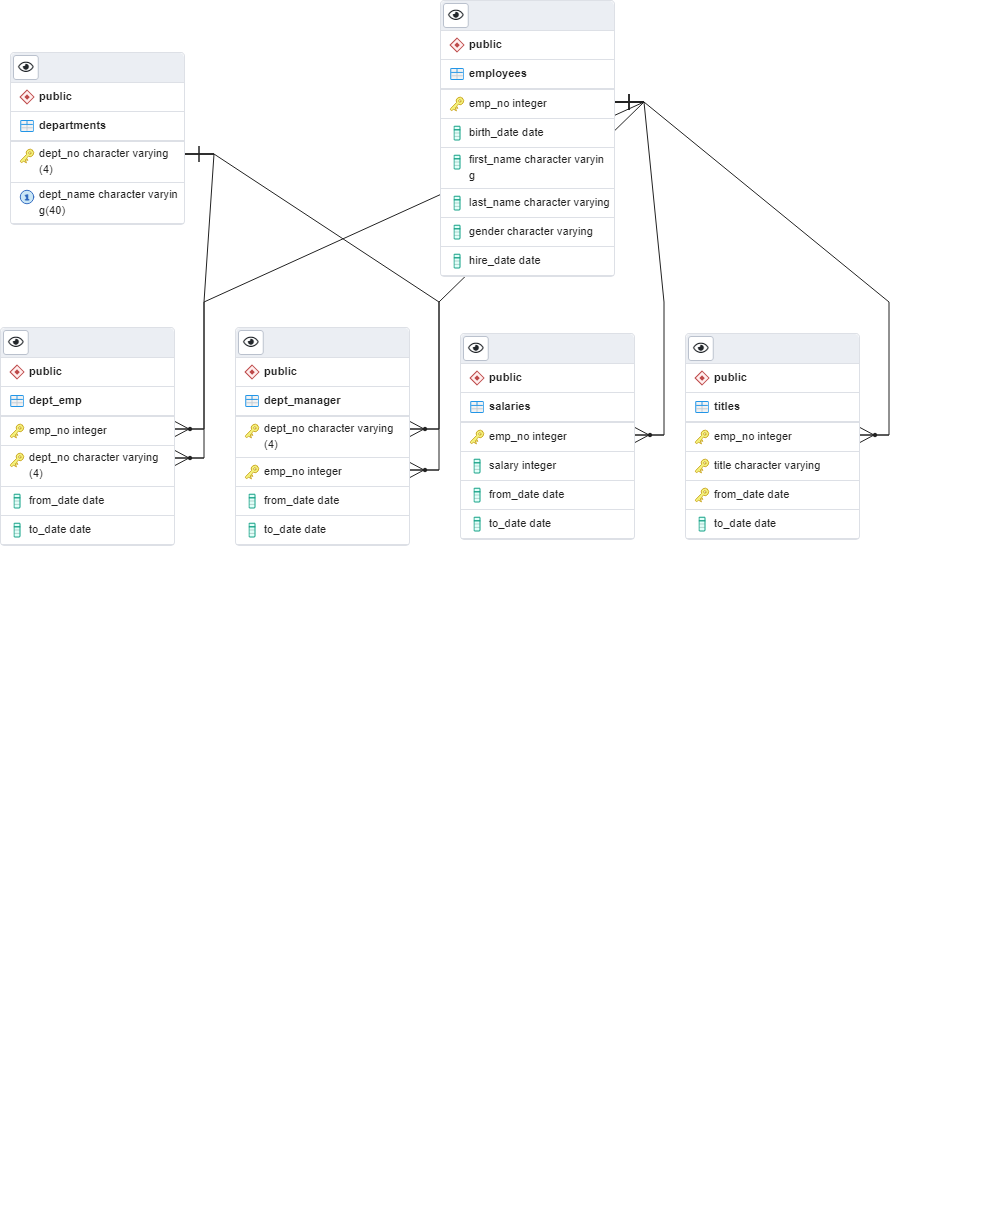 public
employees
emp_no integer
birth_date date
first_name character varyin
g
last_name character varying
gender character varying
hire_date date
public
departments
dept_no character varying
(4)
1
dept_name character varyin
g(40)
public
dept_emp
emp_no integer
dept_no character varying
(4)
from_date date
to_date date
public
dept_manager
dept_no character varying
(4)
emp_no integer
from_date date
to_date date
public
salaries
emp_no integer
salary integer
from_date date
to_date date
public
titles
emp_no integer
title character varying
from_date date
to_date date